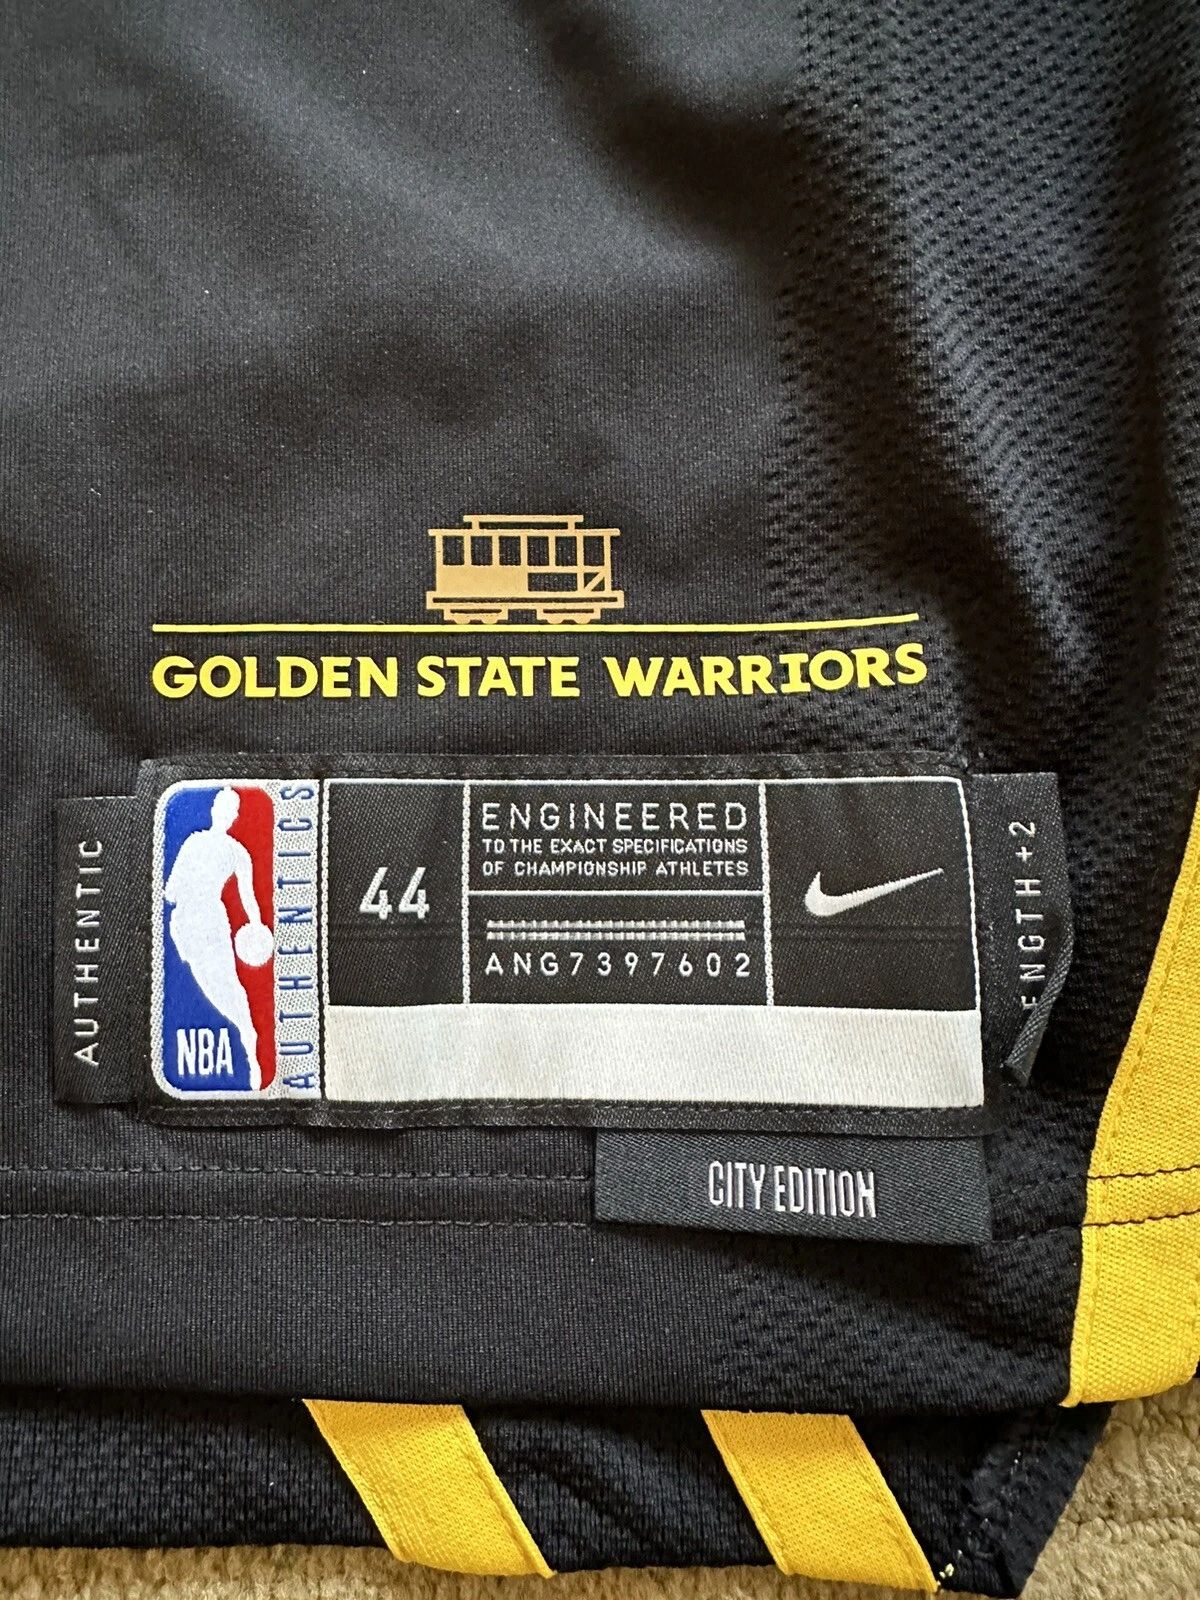 GOLDEN STATE WARRIORS
AUTHENTIC
NBA
AUTHENTICS
44
ENGINEERED
TO THE EXACT SPECIFICATIONS
OF CHAMPIONSHIP ATHLETES
ANG7397602
ENGTH+2
CITY EDITION